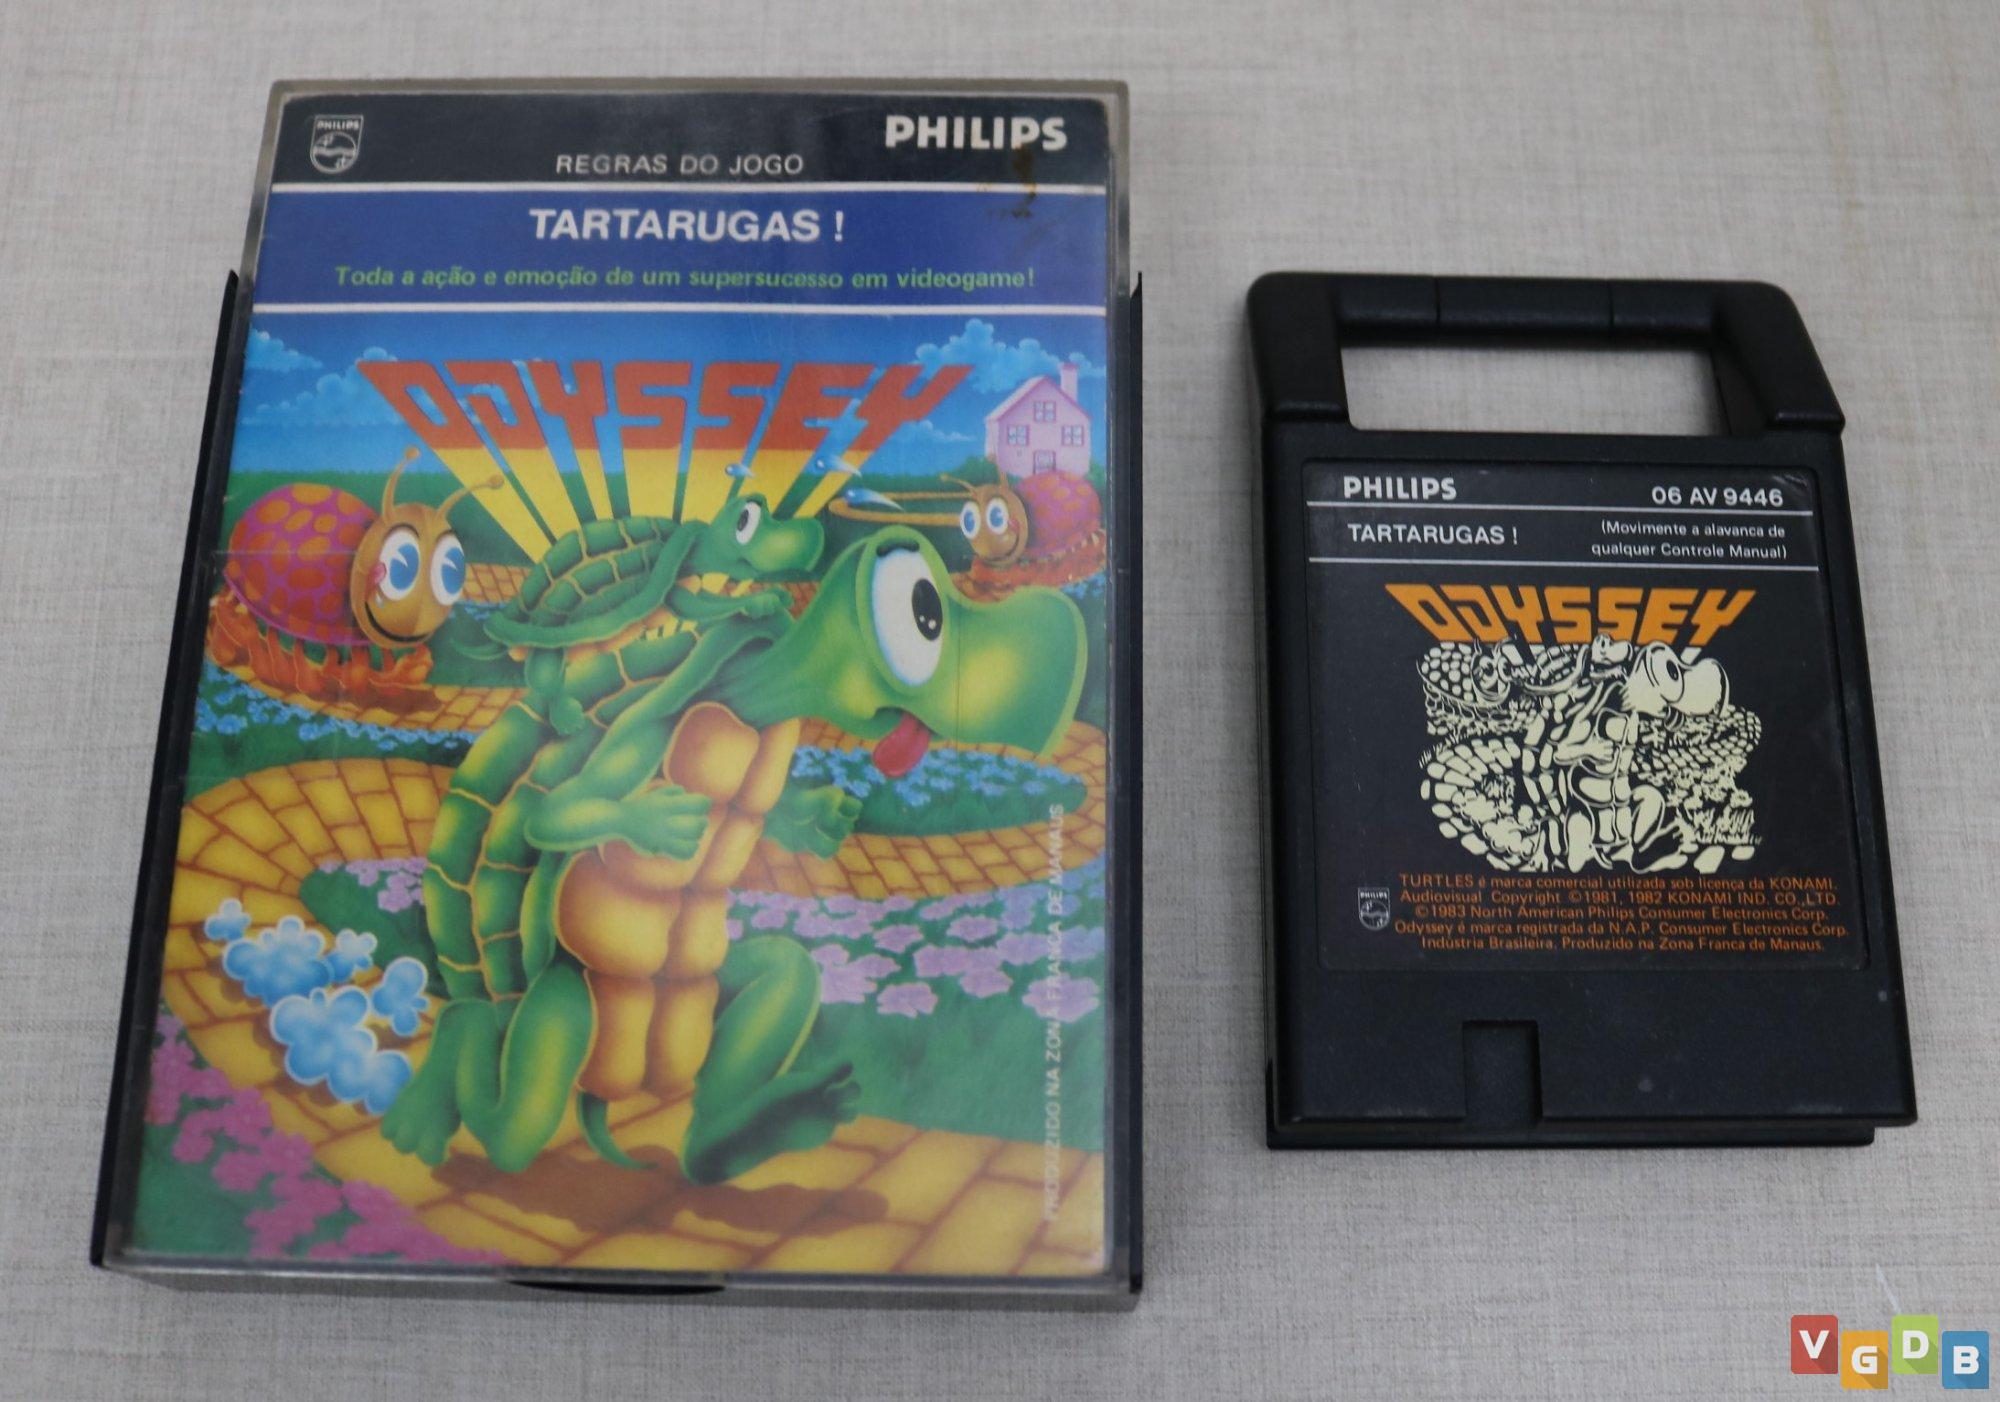 PHILIPS
PHILIPS
REGRAS DO JOGO
TARTARUGAS !
Toda a ação e emoção de um supersucesso em videogame!
ODYSSEY
PRODUZIDO NA ZONA FRANCA DE MANAUS
PHILIPS
06 AV 9446
TARTARUGAS !
(Movimente a alavanca de
qualquer Controle Manual)
ODYSSEY
TURTLES é marca comercial utilizada sob licença da KONAMI.
Audiovisual Copyright ©1981, 1982 KONAMI IND. CO.,LTD.
©1983 North American Philips Consumer Electronics Corp.
Odyssey é marca registrada da N.A.P. Consumer Electronics Corp.
Indústria Brasileira. Produzido na Zona Franca de Manaus.
PHILIPS
VGDB